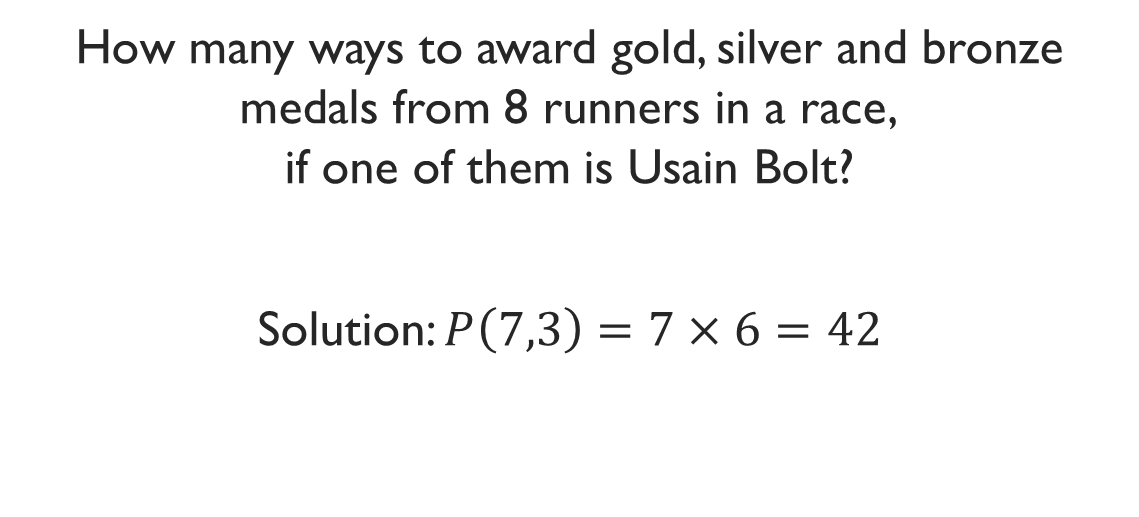 How many ways to award gold, silver and bronze
medals from 8 runners in a race,
if one of them is Usain Bolt?
Solution: P(7,3) = 7 × 6 = 42